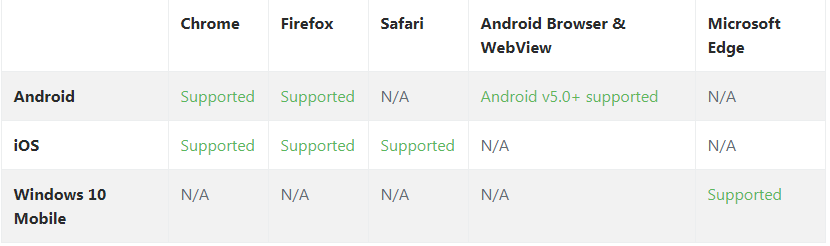 Chrome Firefox Safari Android Browser & Microsoft
WebView Edge
Android Supported Supported N/A Android v5.0+ supported N/A
iOS Supported Supported Supported N/A N/A
Windows 10 N/A N/A N/A N/A Supported
Mobile